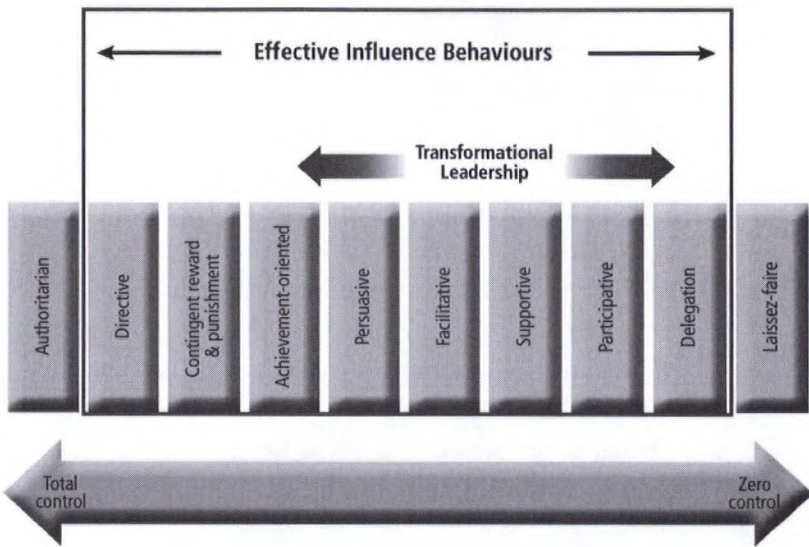 Effective Influence Behaviours
Transformational
Leadership
Authoritarian
Directive
Contingent reward
& punishment
Achievement-oriented
Persuasive
Facilitative
Supportive
Participative
Delegation
Laissez-faire
Total
control
Zero
control